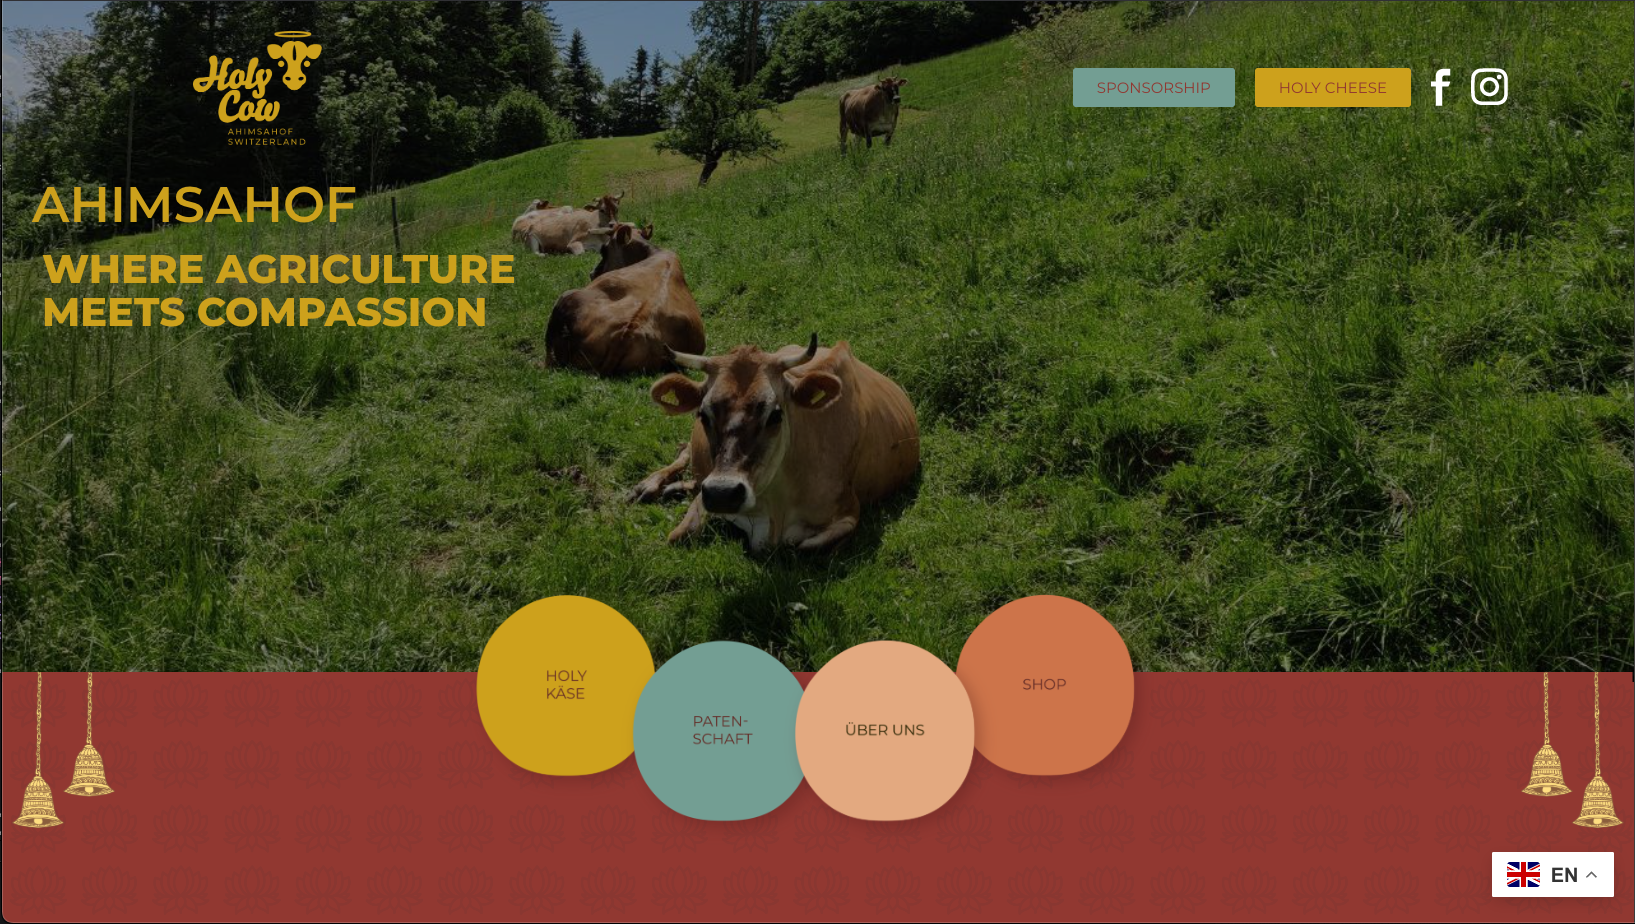 Holy
Cow
AHIMSAHOF
SWITZERLAND
SPONSORSHIP
HOLY CHEESE
AHIMSAHOF
WHERE AGRICULTURE
MEETS COMPASSION
HOLY
KÄSE
PATEN-
SCHAFT
ÜBER UNS
SHOP
EN